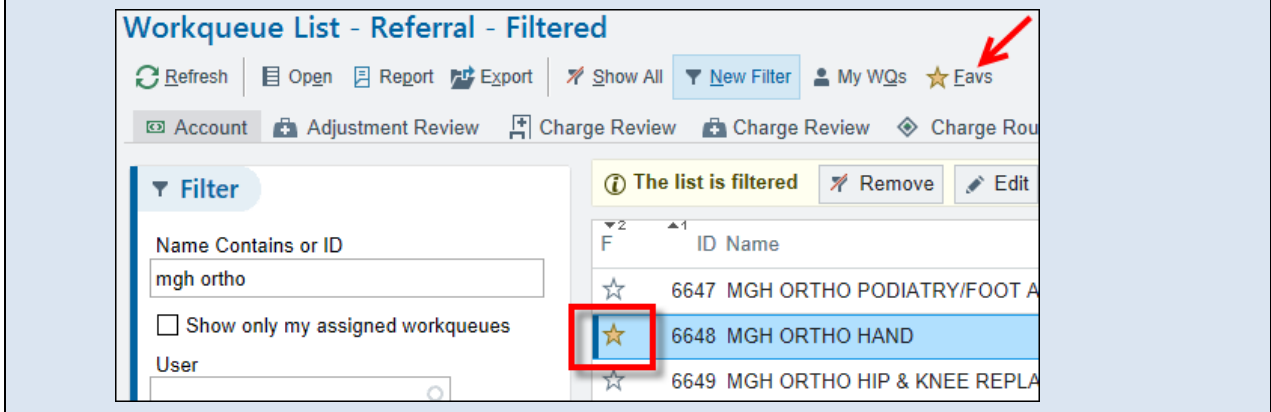 Workqueue List - Referral - Filtered
Refresh Open Report Export Show All New Filter My WQs Favs
Account Adjustment Review Charge Review Charge Review Charge Rou
Filter
The list is filtered Remove Edit
2 1
F ID Name
Name Contains or ID
mgh ortho
6647 MGH ORTHO PODIATRY/FOOT A
Show only my assigned workqueues
6648 MGH ORTHO HAND
User
6649 MGH ORTHO HIP & KNEE REPLA